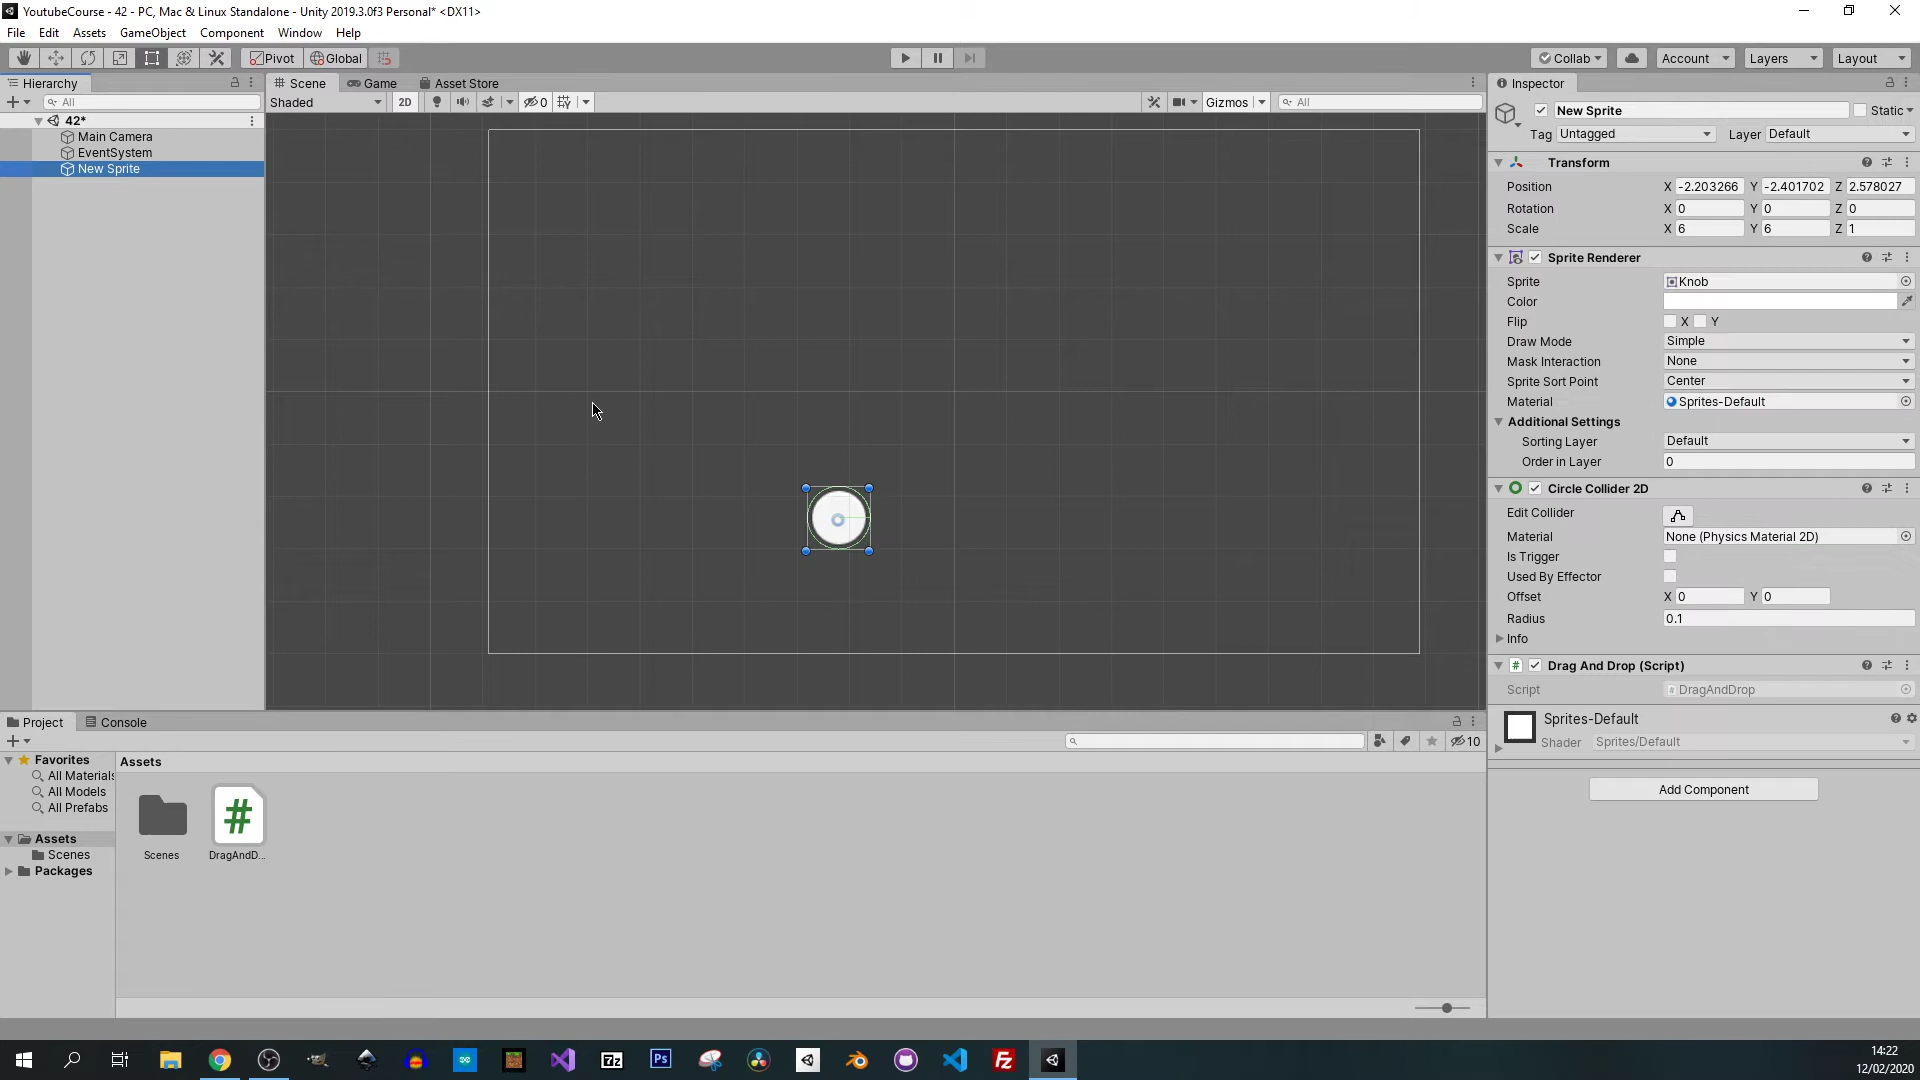 YoutubeCourse - 42 - PC, Mac & Linux Standalone - Unity 2019.3.0f3 Personal* <DX11>
File Edit Assets GameObject Component Window Help
Pivot Global Collab Account Layers Layout
Hierarchy
All
42*
Main Camera
EventSystem
New Sprite
Scene Game Asset Store
Shaded 2D 0 Gizmos All
Inspector
New Sprite Static
Tag Untagged Layer Default
Transform
Position X -2.203266 Y -2.401702 Z 2.578027
Rotation X 0 Y 0 Z 0
Scale X 6 Y 6 Z 1
Sprite Renderer
Sprite Knob
Color
Flip X Y
Draw Mode Simple
Mask Interaction None
Sprite Sort Point Center
Material Sprites-Default
Additional Settings
Sorting Layer Default
Order in Layer 0
Circle Collider 2D
Edit Collider
Material None (Physics Material 2D)
Is Trigger
Used By Effector
Offset X 0 Y 0
Radius 0.1
Info
Drag And Drop (Script)
Script DragAndDrop
Sprites-Default
Shader Sprites/Default
Add Component
Project Console
10
Favorites
All Materials
All Models
All Prefabs
Assets
Scenes
Packages
Assets
Scenes DragAndD...
7z Ps Fz
14:22
12/02/2020